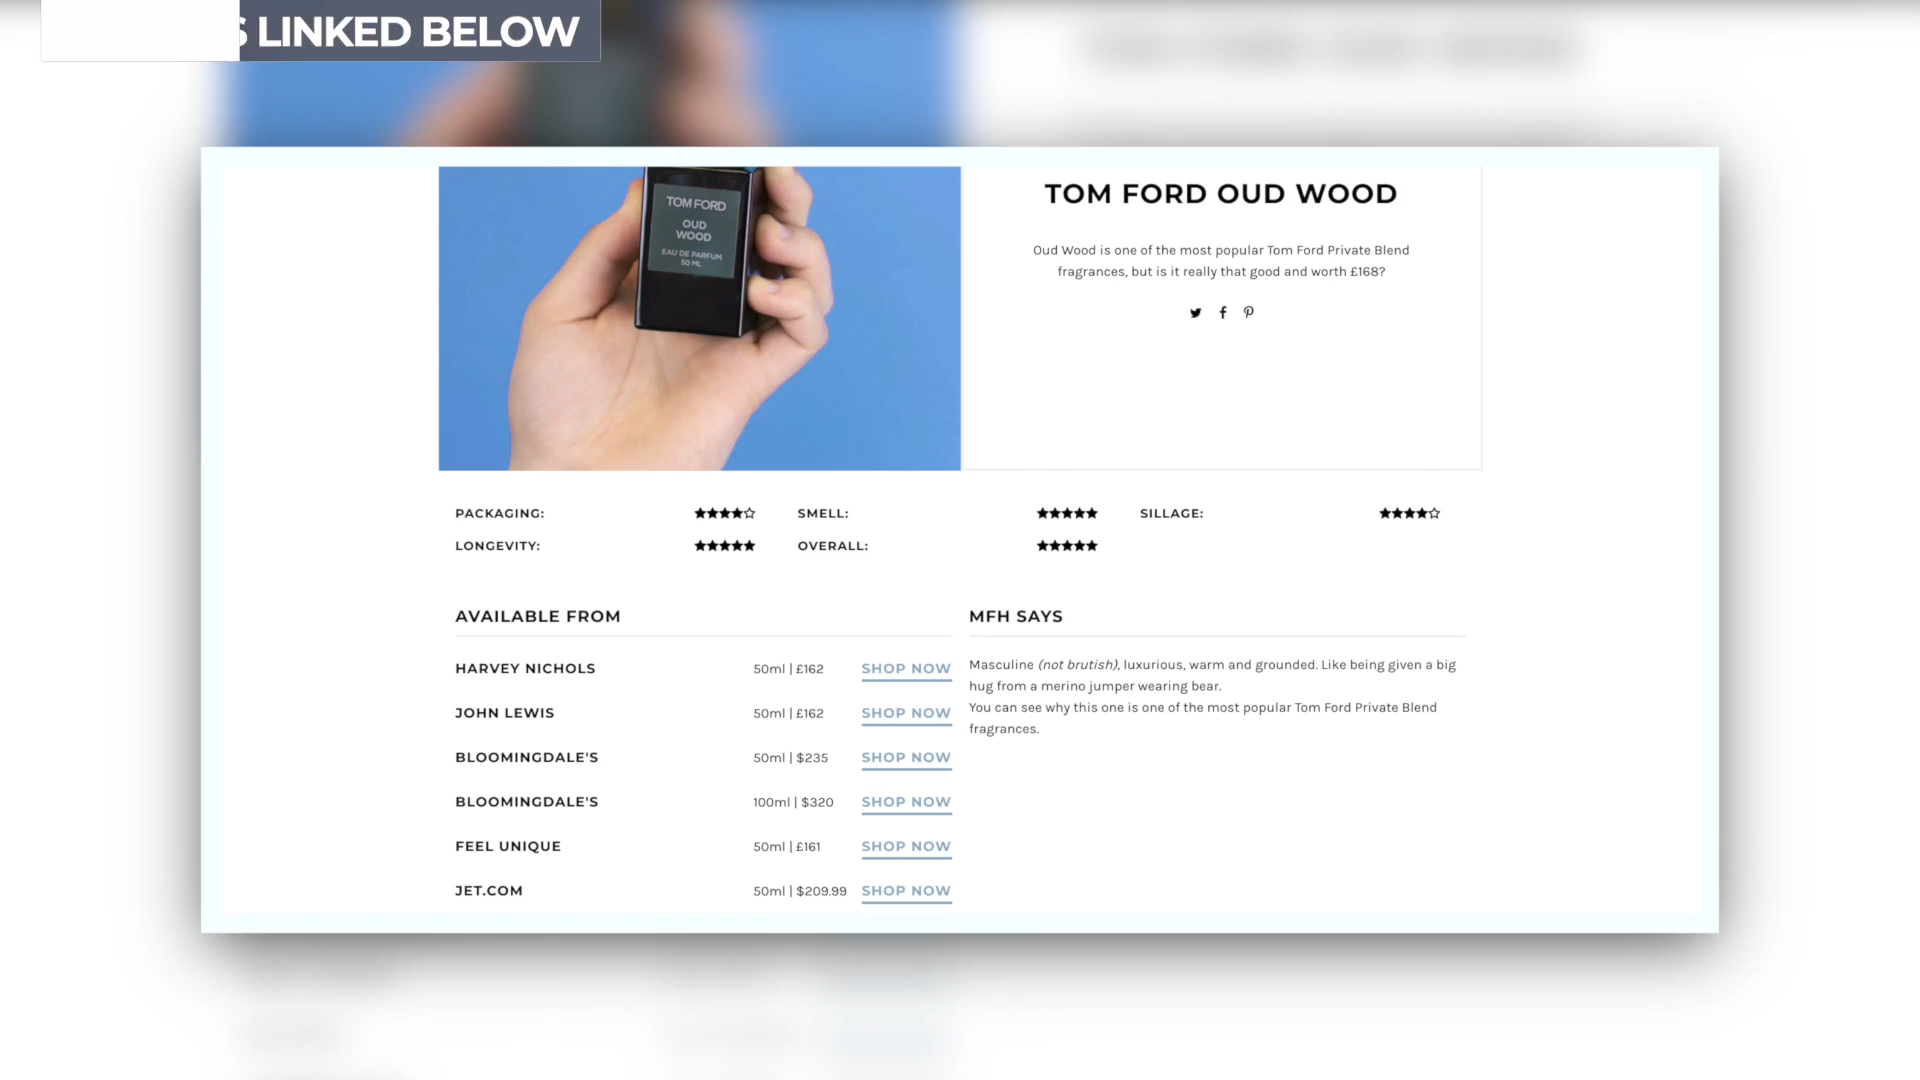 LINKED BELOW
TOM FORD
OUD
WOOD
EAU DE PARFUM
50 ML
TOM FORD OUD WOOD
Oud Wood is one of the most popular Tom Ford Private Blend
fragrances, but is it really that good and worth £168?
PACKAGING: ★★★★☆ SMELL: ★★★★★ SILLAGE: ★★★★☆
LONGEVITY: ★★★★★ OVERALL: ★★★★★
AVAILABLE FROM
HARVEY NICHOLS 50ml | £162 SHOP NOW
JOHN LEWIS 50ml | £162 SHOP NOW
BLOOMINGDALE'S 50ml | $235 SHOP NOW
BLOOMINGDALE'S 100ml | $320 SHOP NOW
FEEL UNIQUE 50ml | £161 SHOP NOW
JET.COM 50ml | $209.99 SHOP NOW
MFH SAYS
Masculine (not brutish), luxurious, warm and grounded. Like being given a big
hug from a merino jumper wearing bear.
You can see why this one is one of the most popular Tom Ford Private Blend
fragrances.